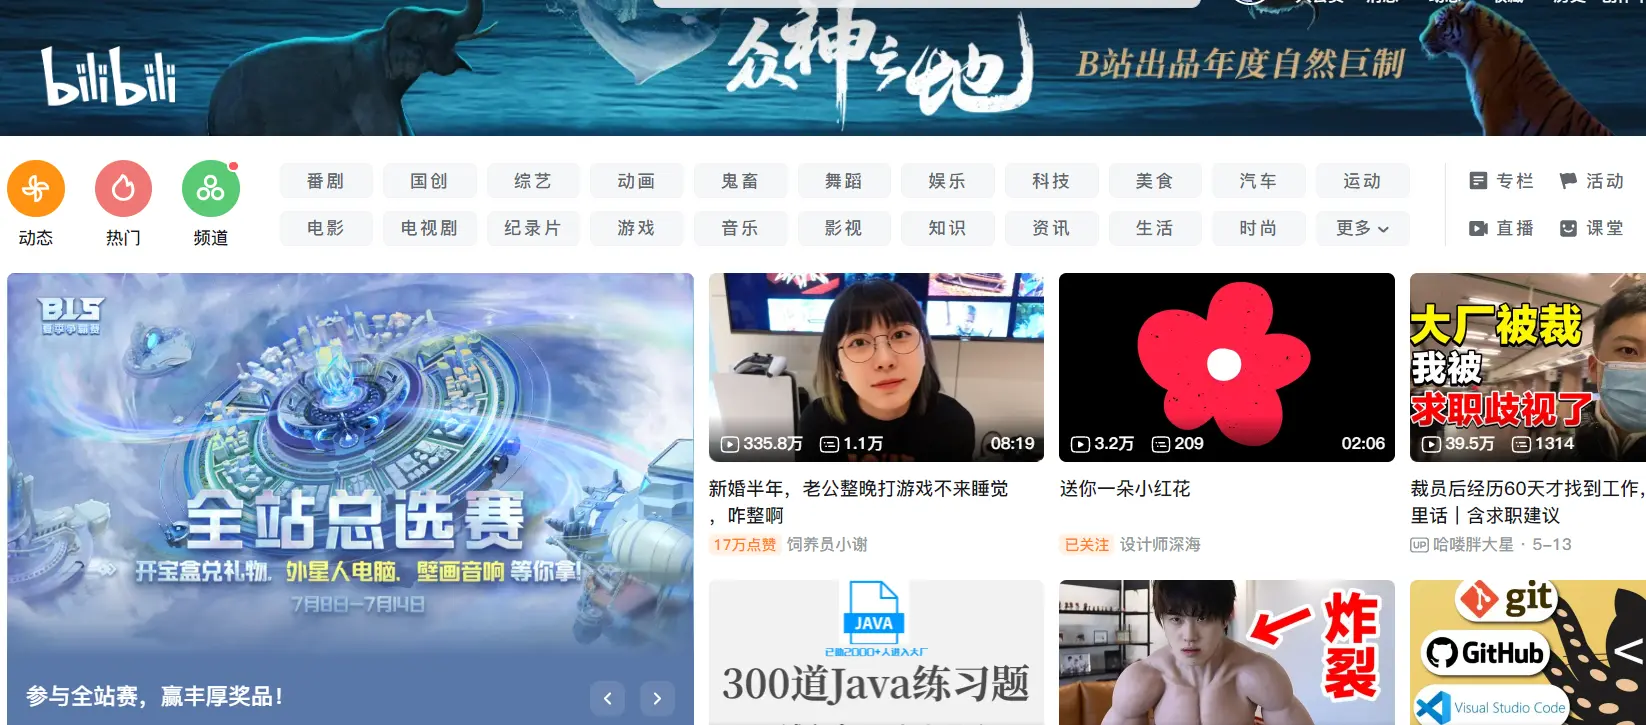 bilibili
众神之地
B站出品年度自然巨制
动态
热门
频道
番剧
国创
综艺
动画
鬼畜
舞蹈
娱乐
科技
美食
汽车
运动
专栏
活动
电影
电视剧
纪录片
游戏
音乐
影视
知识
资讯
生活
时尚
更多
直播
课堂
BLS
夏季争霸赛
全站总选赛
开宝盒兑礼物、外星人电脑、壁画音响 等你拿!
7月8日—7月14日
参与全站赛，赢丰厚奖品！
335.8万
1.1万
08:19
新婚半年，老公整晚打游戏不来睡觉
，咋整啊
17万点赞 饲养员小谢
3.2万
209
02:06
送你一朵小红花
已关注 设计师深海
大厂被裁
我被
求职歧视了
39.5万
1314
裁员后经历60天才找到工作,
里话｜含求职建议
UP 哈喽胖大星 · 5-13
JAVA
已助2000+人进入大厂
300道Java练习题
炸
裂
git
GitHub
Visual Studio Code